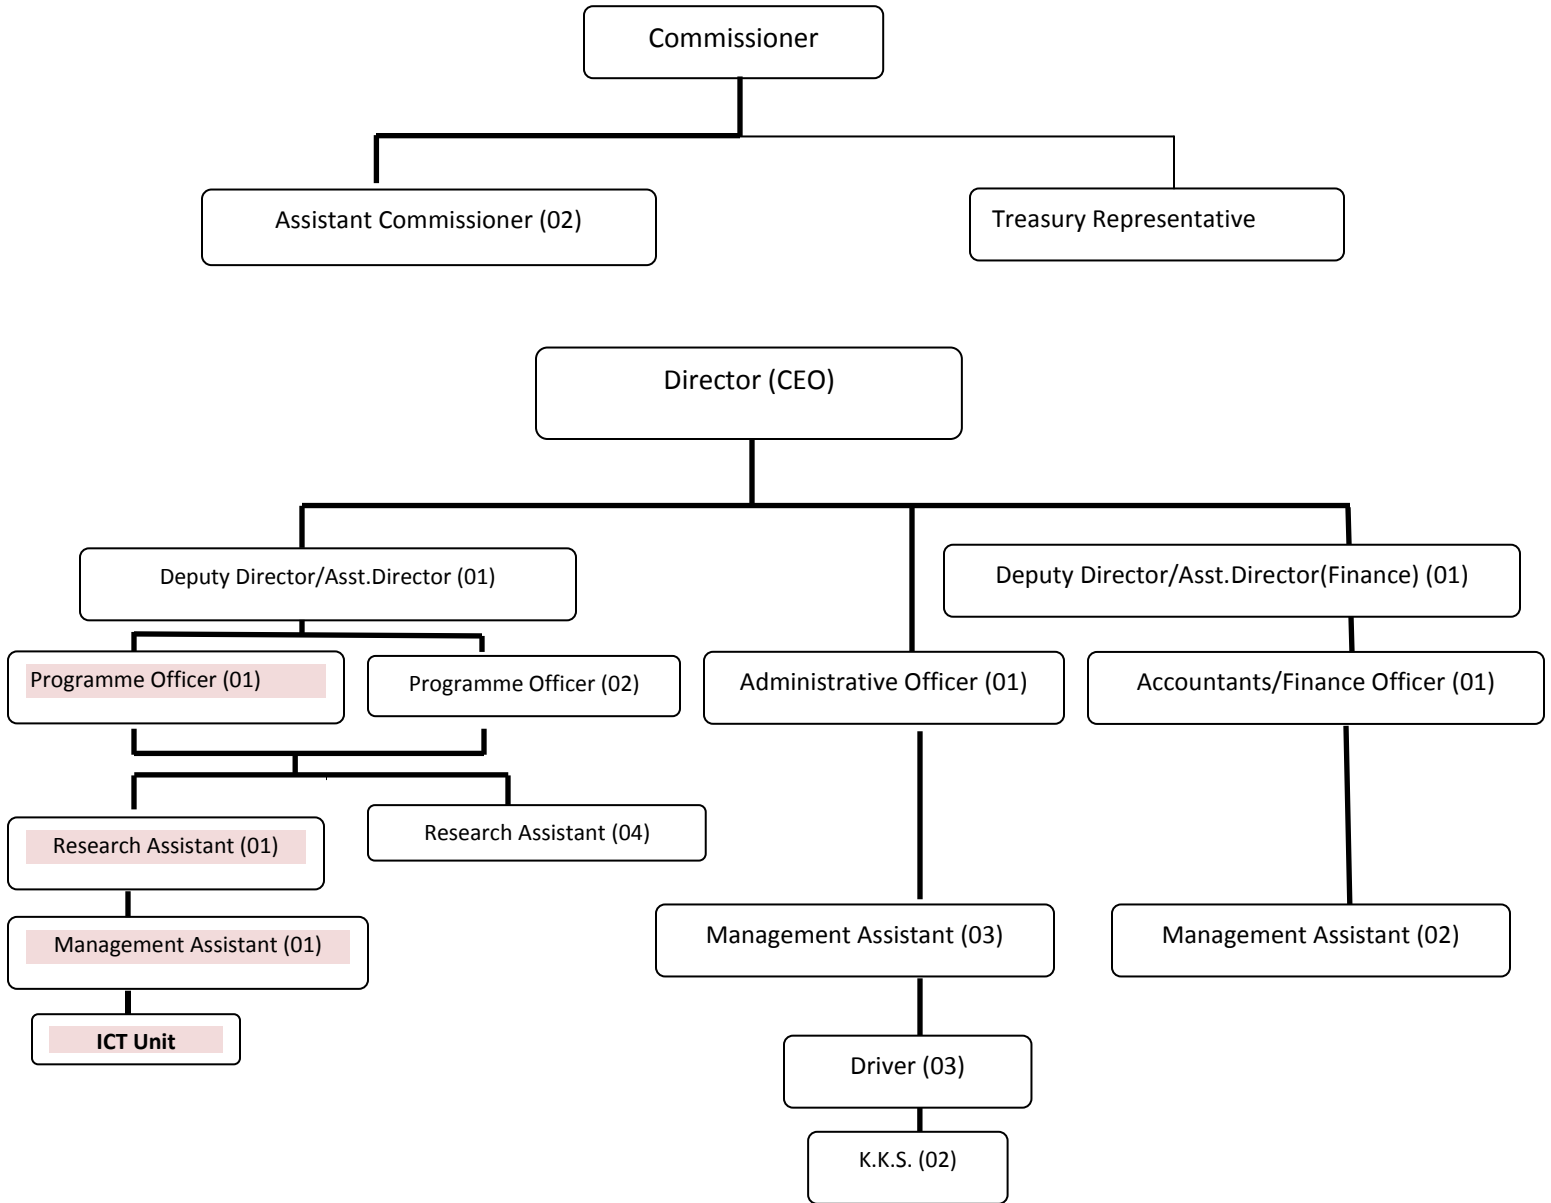 Commissioner
Assistant Commissioner (02)
Treasury Representative
Director (CEO)
Deputy Director/Asst.Director (01)
Deputy Director/Asst.Director(Finance) (01)
Programme Officer (01)
Programme Officer (02)
Administrative Officer (01)
Accountants/Finance Officer (01)
Research Assistant (01)
Research Assistant (04)
Management Assistant (01)
Management Assistant (03)
Management Assistant (02)
ICT Unit
Driver (03)
K.K.S. (02)